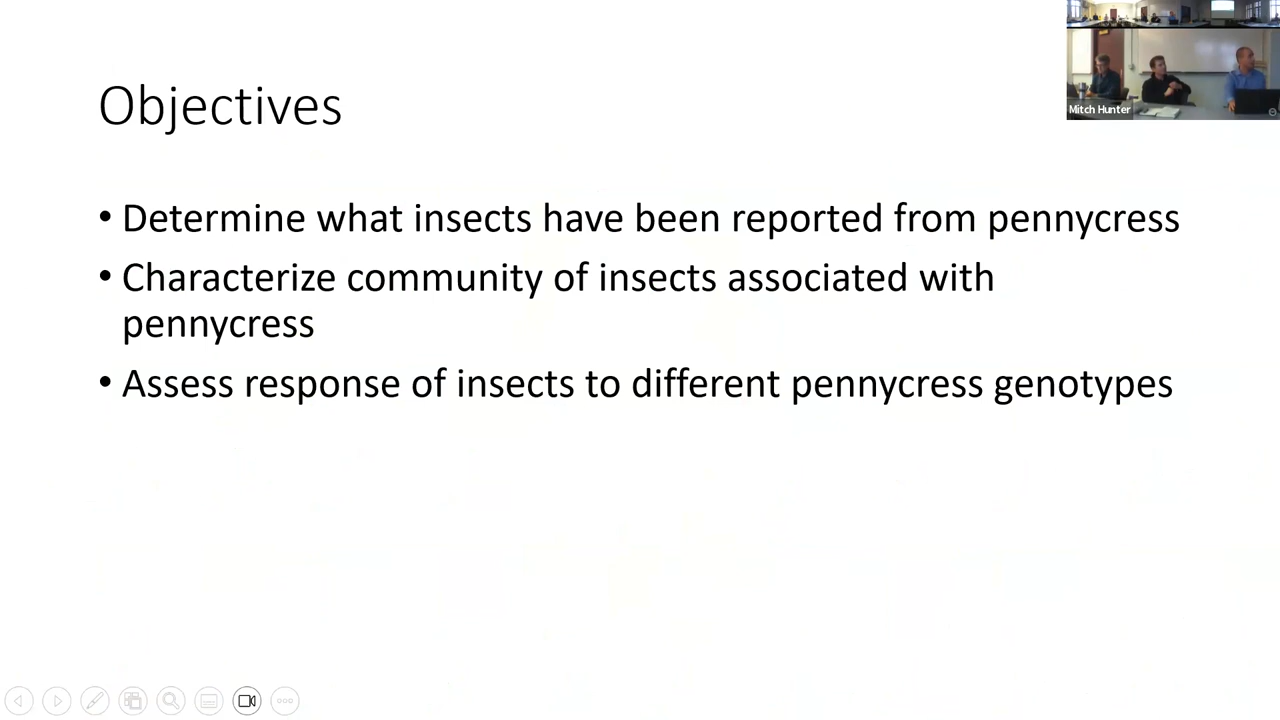 Objectives
Mitch Hunter
• Determine what insects have been reported from pennycress
• Characterize community of insects associated with
pennycress
• Assess response of insects to different pennycress genotypes